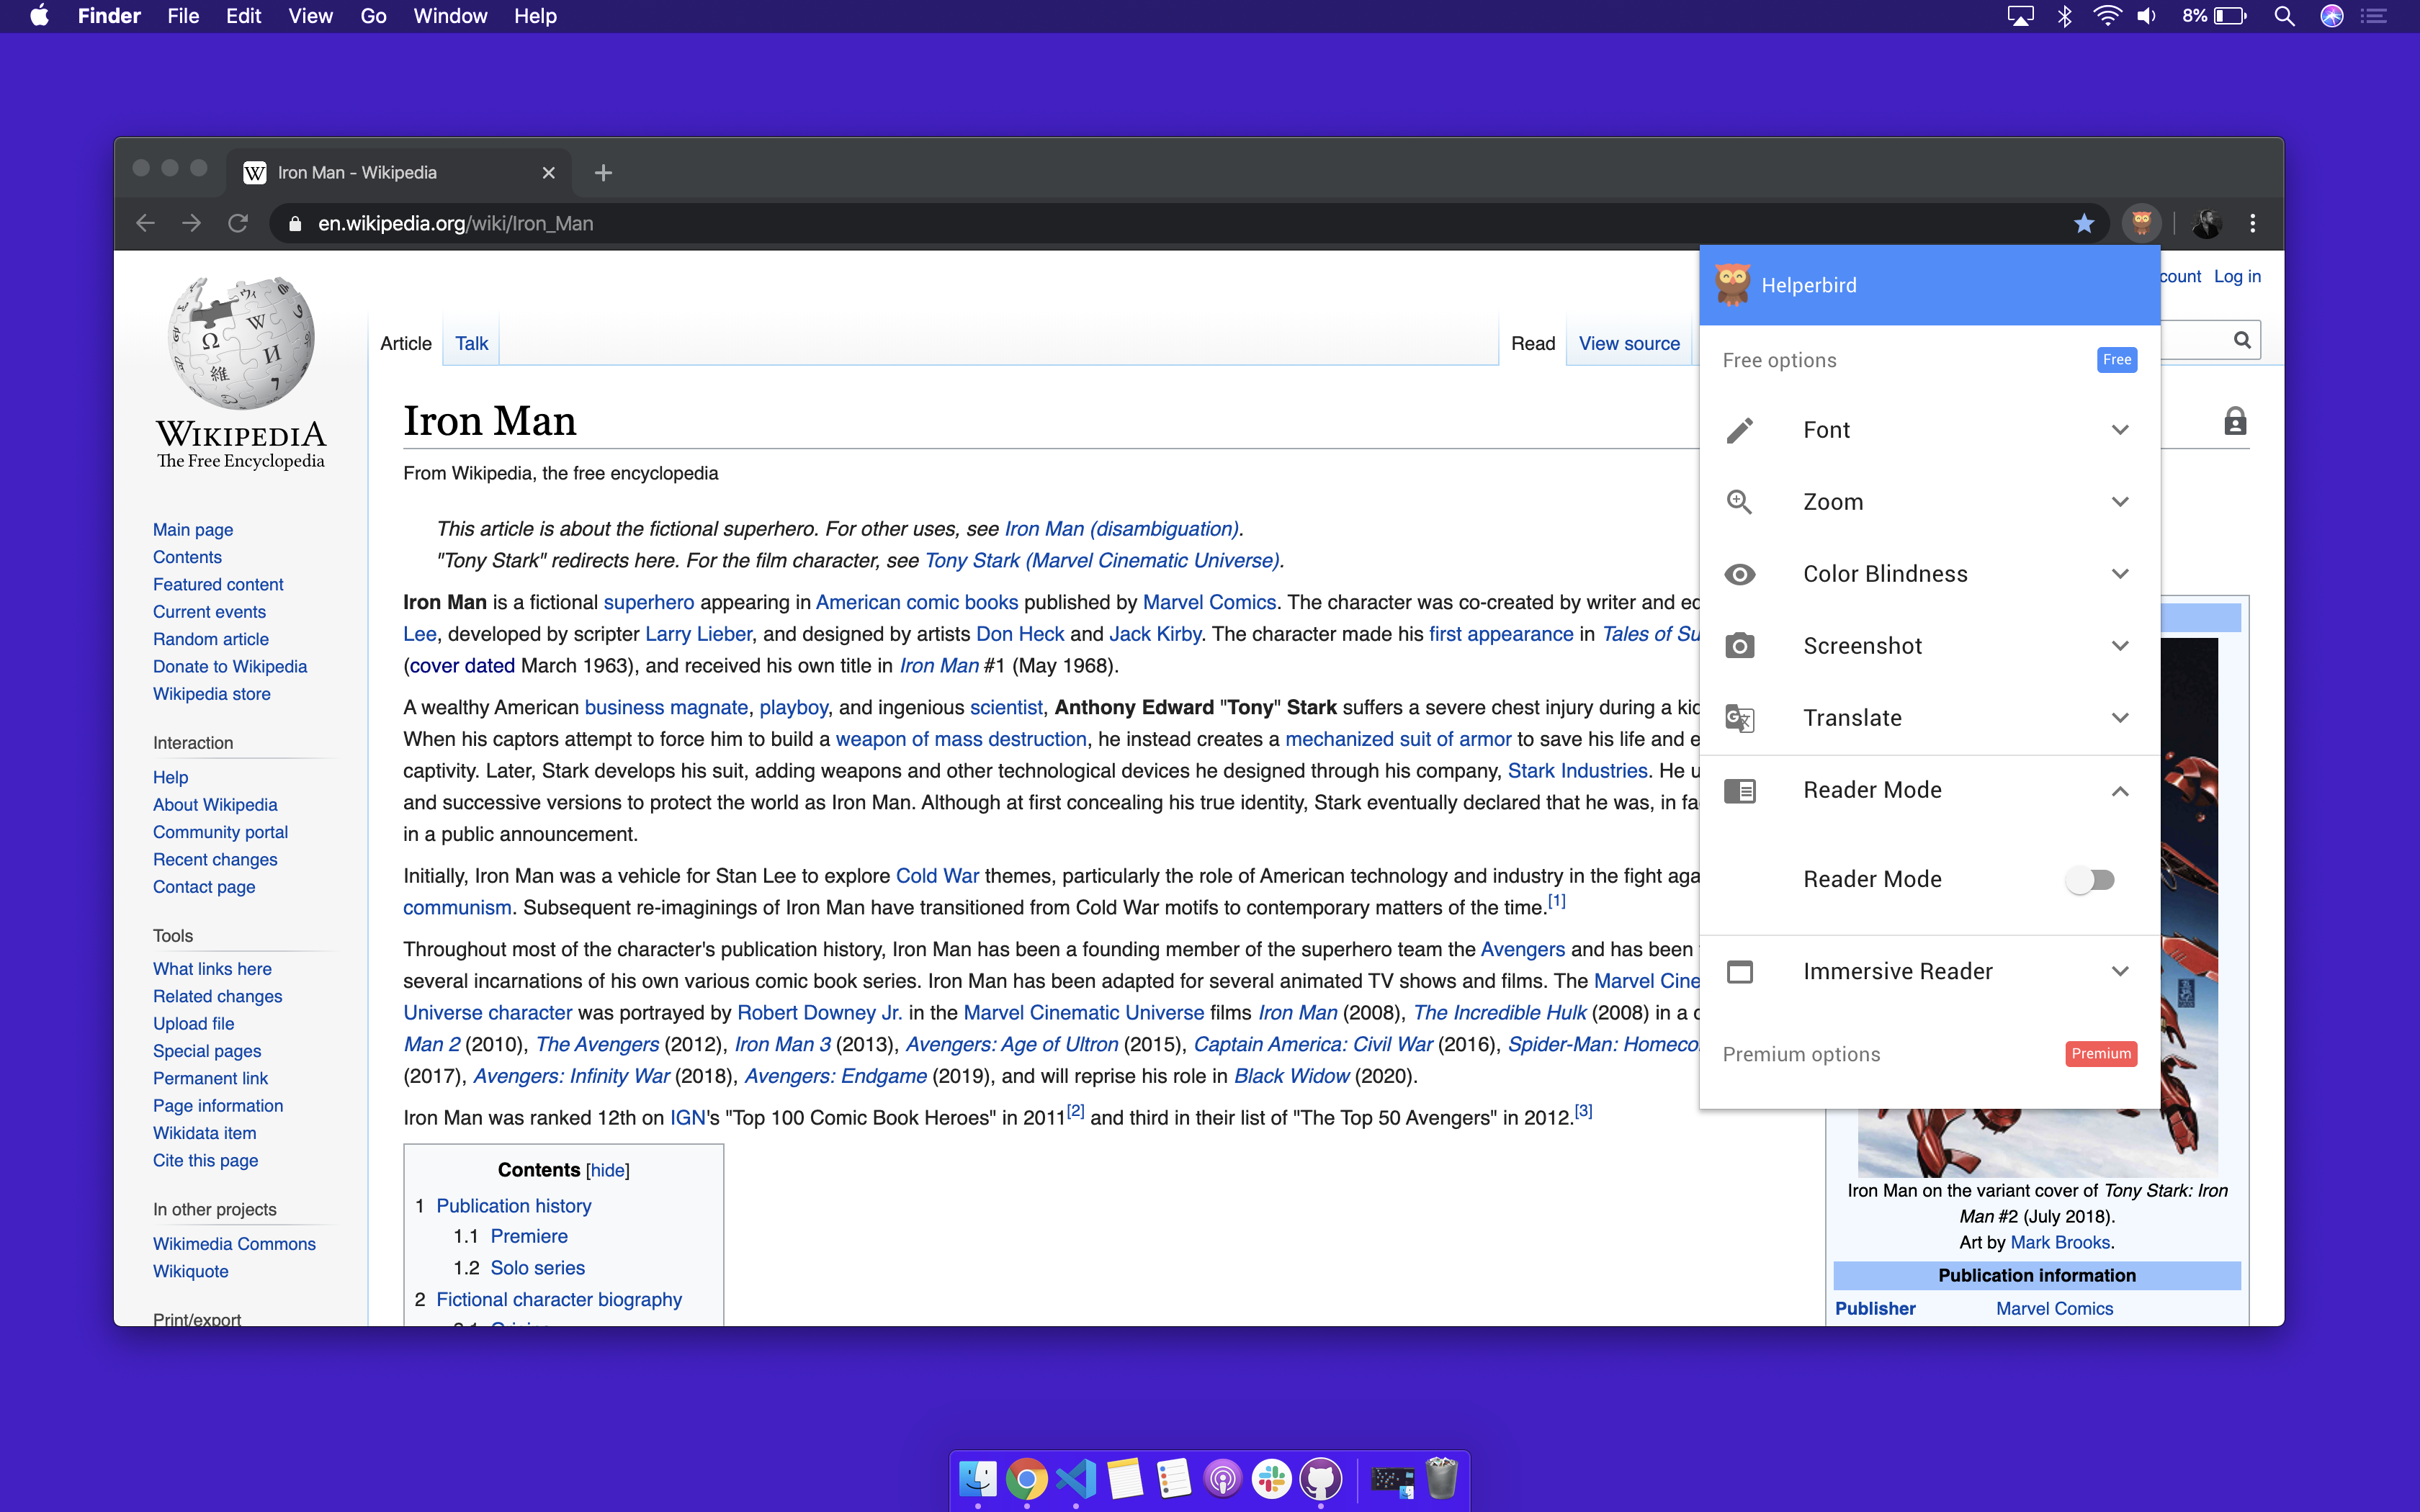 Finder File Edit View Go Window Help
8%
Iron Man - Wikipedia
en.wikipedia.org/wiki/Iron_Man
WIKIPEDIA
The Free Encyclopedia
Main page
Contents
Featured content
Current events
Random article
Donate to Wikipedia
Wikipedia store
Interaction
Help
About Wikipedia
Community portal
Recent changes
Contact page
Tools
What links here
Related changes
Upload file
Special pages
Permanent link
Page information
Wikidata item
Cite this page
In other projects
Wikimedia Commons
Wikiquote
Print/export
count Log in
Article Talk
Read View source
Iron Man
From Wikipedia, the free encyclopedia
This article is about the fictional superhero. For other uses, see Iron Man (disambiguation).
"Tony Stark" redirects here. For the film character, see Tony Stark (Marvel Cinematic Universe).
Iron Man is a fictional superhero appearing in American comic books published by Marvel Comics. The character was co-created by writer and ed
Lee, developed by scripter Larry Lieber, and designed by artists Don Heck and Jack Kirby. The character made his first appearance in Tales of Su
(cover dated March 1963), and received his own title in Iron Man #1 (May 1968).
A wealthy American business magnate, playboy, and ingenious scientist, Anthony Edward "Tony" Stark suffers a severe chest injury during a kid
When his captors attempt to force him to build a weapon of mass destruction, he instead creates a mechanized suit of armor to save his life and e
captivity. Later, Stark develops his suit, adding weapons and other technological devices he designed through his company, Stark Industries. He u
and successive versions to protect the world as Iron Man. Although at first concealing his true identity, Stark eventually declared that he was, in fa
in a public announcement.
Initially, Iron Man was a vehicle for Stan Lee to explore Cold War themes, particularly the role of American technology and industry in the fight aga
communism. Subsequent re-imaginings of Iron Man have transitioned from Cold War motifs to contemporary matters of the time.[1]
Throughout most of the character's publication history, Iron Man has been a founding member of the superhero team the Avengers and has been
several incarnations of his own various comic book series. Iron Man has been adapted for several animated TV shows and films. The Marvel Cine
Universe character was portrayed by Robert Downey Jr. in the Marvel Cinematic Universe films Iron Man (2008), The Incredible Hulk (2008) in a c
Man 2 (2010), The Avengers (2012), Iron Man 3 (2013), Avengers: Age of Ultron (2015), Captain America: Civil War (2016), Spider-Man: Homeco
(2017), Avengers: Infinity War (2018), Avengers: Endgame (2019), and will reprise his role in Black Widow (2020).
Iron Man was ranked 12th on IGN's "Top 100 Comic Book Heroes" in 2011[2] and third in their list of "The Top 50 Avengers" in 2012.[3]
Contents [hide]
1 Publication history
1.1 Premiere
1.2 Solo series
2 Fictional character biography
Helperbird
Free options Free
Font
Zoom
Color Blindness
Screenshot
Translate
Reader Mode
Reader Mode
Immersive Reader
Premium options Premium
Iron Man on the variant cover of Tony Stark: Iron
Man #2 (July 2018).
Art by Mark Brooks.
Publication information
Publisher Marvel Comics